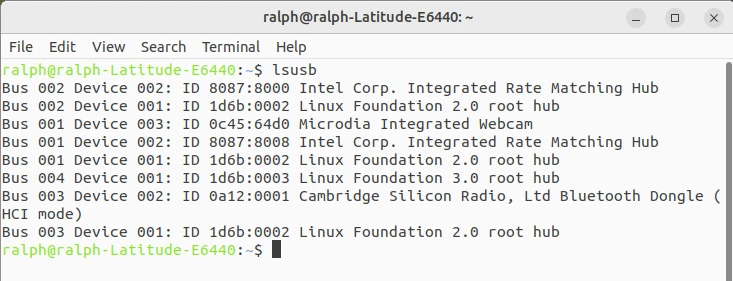 ralph@ralph-Latitude-E6440: ~
File Edit View Search Terminal Help
ralph@ralph-Latitude-E6440:~$ lsusb
Bus 002 Device 002: ID 8087:8000 Intel Corp. Integrated Rate Matching Hub
Bus 002 Device 001: ID 1d6b:0002 Linux Foundation 2.0 root hub
Bus 001 Device 003: ID 0c45:64d0 Microdia Integrated Webcam
Bus 001 Device 002: ID 8087:8008 Intel Corp. Integrated Rate Matching Hub
Bus 001 Device 001: ID 1d6b:0002 Linux Foundation 2.0 root hub
Bus 004 Device 001: ID 1d6b:0003 Linux Foundation 3.0 root hub
Bus 003 Device 002: ID 0a12:0001 Cambridge Silicon Radio, Ltd Bluetooth Dongle (
HCI mode)
Bus 003 Device 001: ID 1d6b:0002 Linux Foundation 2.0 root hub
ralph@ralph-Latitude-E6440:~$